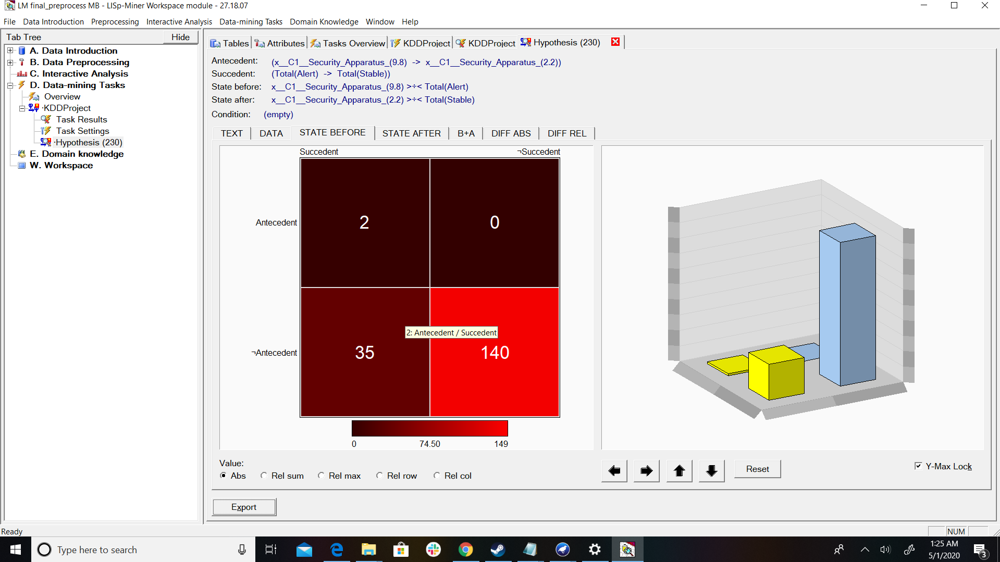 LM final_preprocess MB - LISp-Miner Workspace module - 27.18.07
File Data Introduction Preprocessing Interactive Analysis Data-mining Tasks Domain Knowledge Window Help
Tab Tree Hide
A. Data Introduction
B. Data Preprocessing
C. Interactive Analysis
D. Data-mining Tasks
Overview
·KDDProject
Task Results
Task Settings
·Hypothesis (230)
E. Domain knowledge
W. Workspace
Tables Attributes Tasks Overview KDDProject KDDProject Hypothesis (230)
Antecedent: (x__C1__Security_Apparatus_(9.8) -> x__C1__Security_Apparatus_(2.2))
Succedent: (Total(Alert) -> Total(Stable))
State before: x__C1__Security_Apparatus_(9.8) >÷< Total(Alert)
State after: x__C1__Security_Apparatus_(2.2) >÷< Total(Stable)
Condition: (empty)
TEXT DATA STATE BEFORE STATE AFTER B+A DIFF ABS DIFF REL
Succedent ¬Succedent
Antecedent 2 0
2: Antecedent / Succedent
¬Antecedent 35 140
0 74.50 149
Value:
Abs Rel sum Rel max Rel row Rel col
Reset
Y-Max Lock
Export
Ready
NUM
Type here to search
1:25 AM
5/1/2020
3